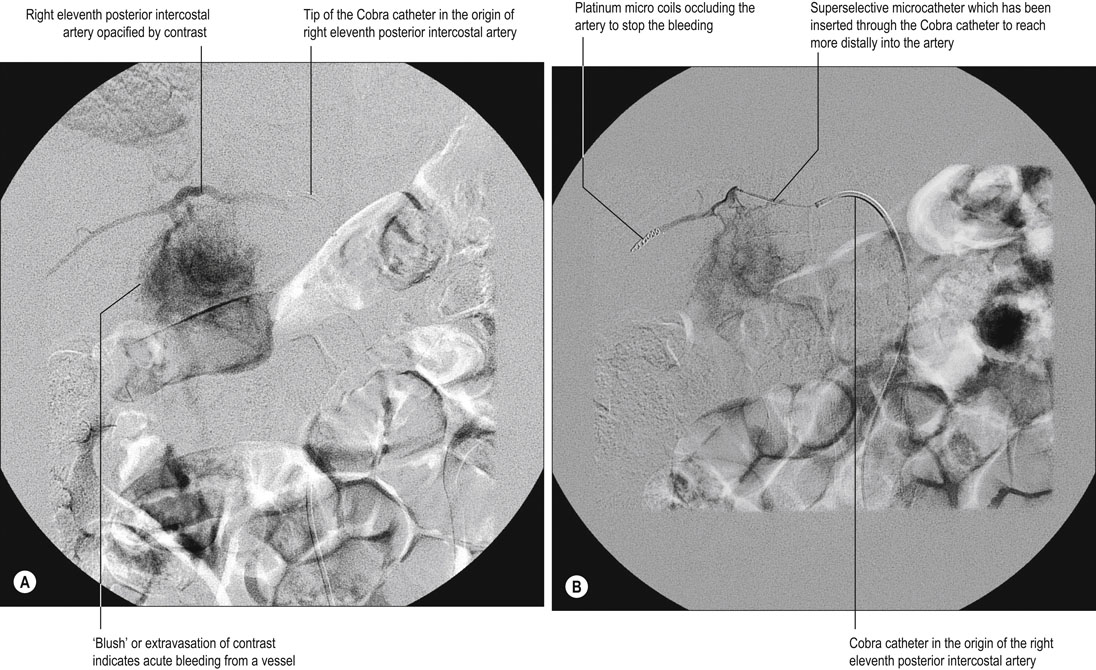 Right eleventh posterior intercostal
artery opacified by contrast
Tip of the Cobra catheter in the origin of
right eleventh posterior intercostal artery
Platinum micro coils occluding the
artery to stop the bleeding
Superselective microcatheter which has been
inserted through the Cobra catheter to reach
more distally into the artery
A
B
‘Blush’ or extravasation of contrast
indicates acute bleeding from a vessel
Cobra catheter in the origin of the right
eleventh posterior intercostal artery